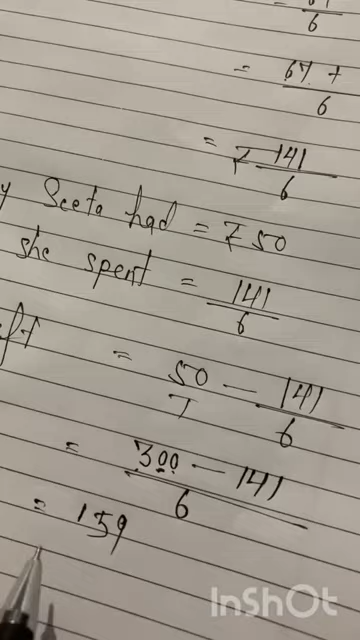 6
= 67 +
6
= ₹ 141
6
Seeta had = ₹ 50
she spent = 141
6
= 50 - 141
1 6
= 300 - 141
6
= 159
InShOt